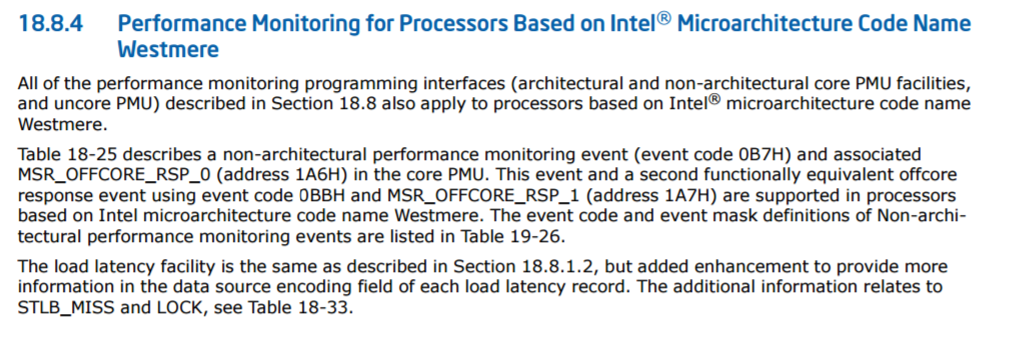 18.8.4 Performance Monitoring for Processors Based on Intel® Microarchitecture Code Name
Westmere
All of the performance monitoring programming interfaces (architectural and non-architectural core PMU facilities,
and uncore PMU) described in Section 18.8 also apply to processors based on Intel® microarchitecture code name
Westmere.
Table 18-25 describes a non-architectural performance monitoring event (event code 0B7H) and associated
MSR_OFFCORE_RSP_0 (address 1A6H) in the core PMU. This event and a second functionally equivalent offcore
response event using event code 0BBH and MSR_OFFCORE_RSP_1 (address 1A7H) are supported in processors
based on Intel microarchitecture code name Westmere. The event code and event mask definitions of Non-archi-
tectural performance monitoring events are listed in Table 19-26.
The load latency facility is the same as described in Section 18.8.1.2, but added enhancement to provide more
information in the data source encoding field of each load latency record. The additional information relates to
STLB_MISS and LOCK, see Table 18-33.